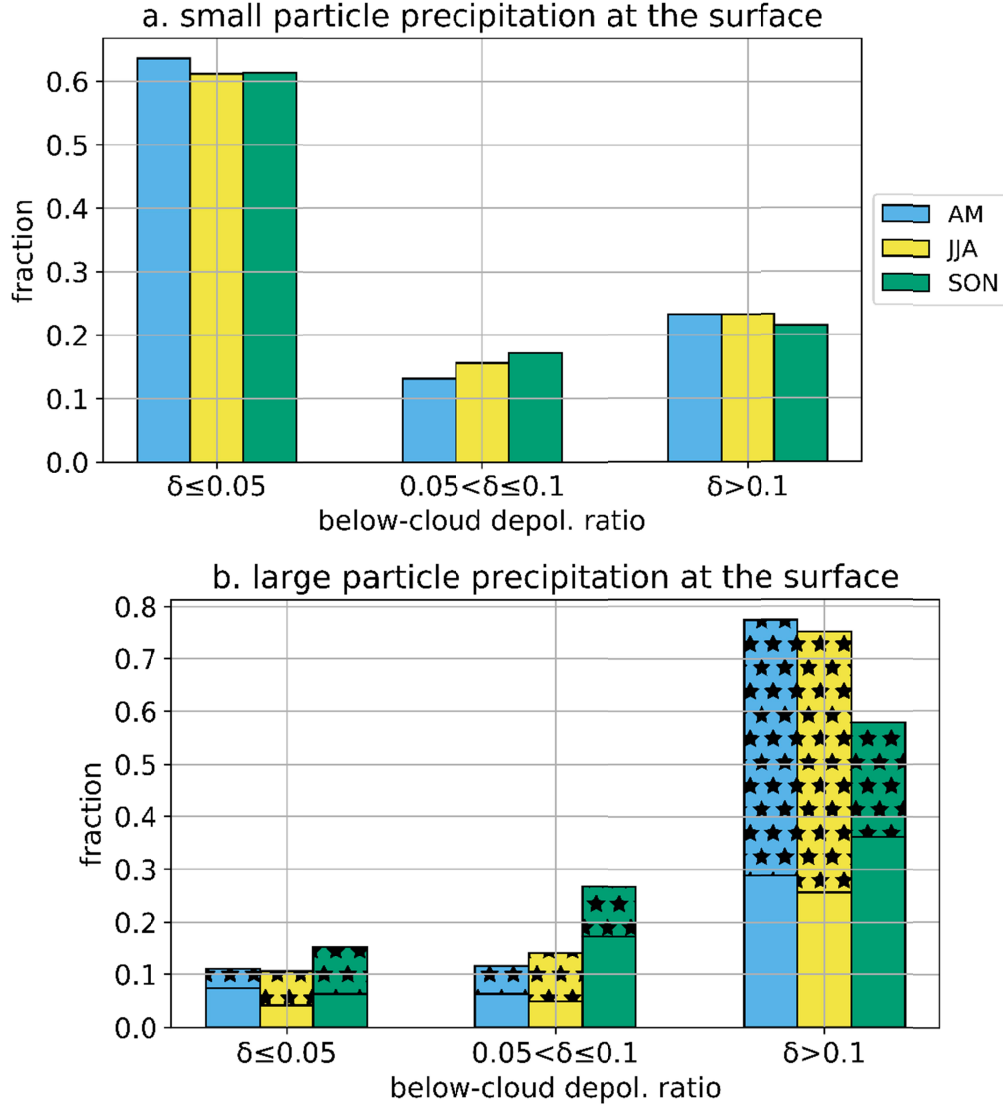 a. small particle precipitation at the surface
0.6
0.5
0.4
0.3
0.2
0.1
0.0
fraction
δ≤0.05
0.05<δ≤0.1
δ>0.1
below-cloud depol. ratio
AM
JJA
SON
b. large particle precipitation at the surface
0.8
0.7
0.6
0.5
0.4
0.3
0.2
0.1
0.0
fraction
δ≤0.05
0.05<δ≤0.1
δ>0.1
below-cloud depol. ratio